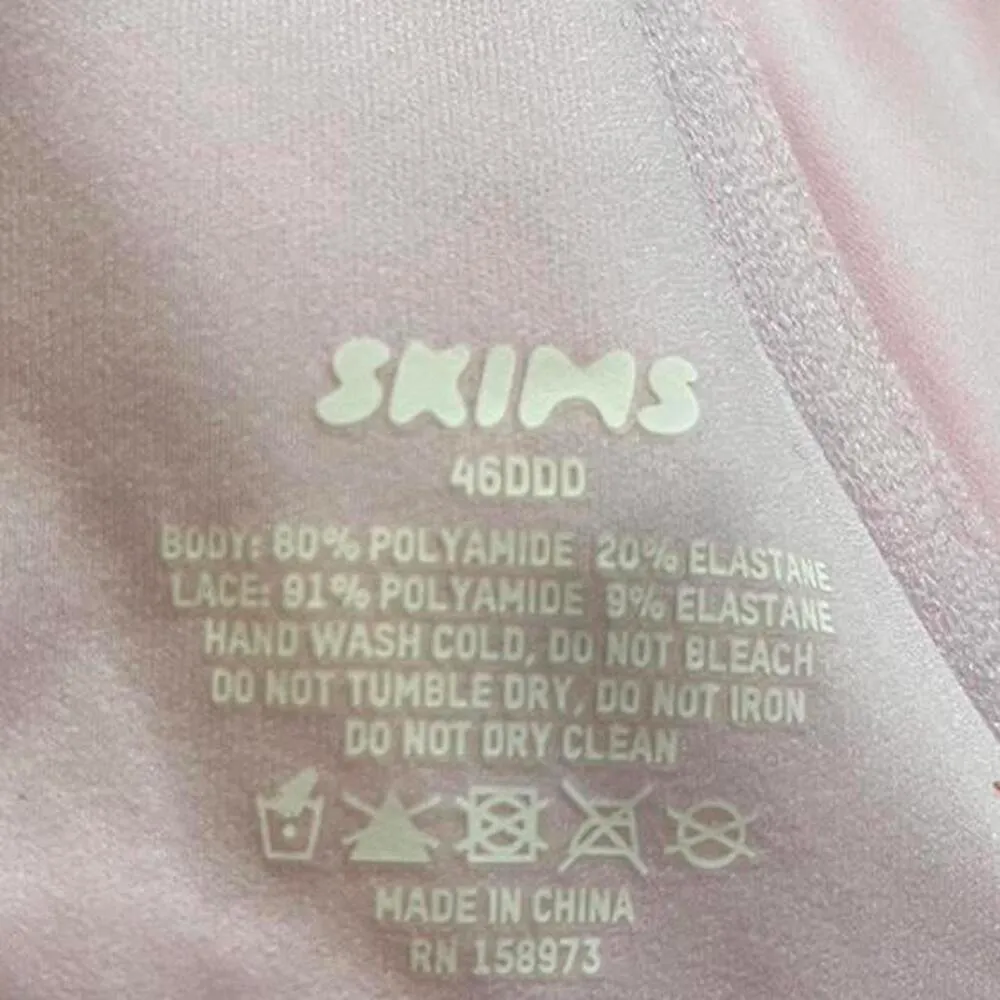 SKIMS
46DDD
BODY: 80% POLYAMIDE 20% ELASTANE
LACE: 91% POLYAMIDE 9% ELASTANE
HAND WASH COLD, DO NOT BLEACH
DO NOT TUMBLE DRY, DO NOT IRON
DO NOT DRY CLEAN
MADE IN CHINA
RN 158973